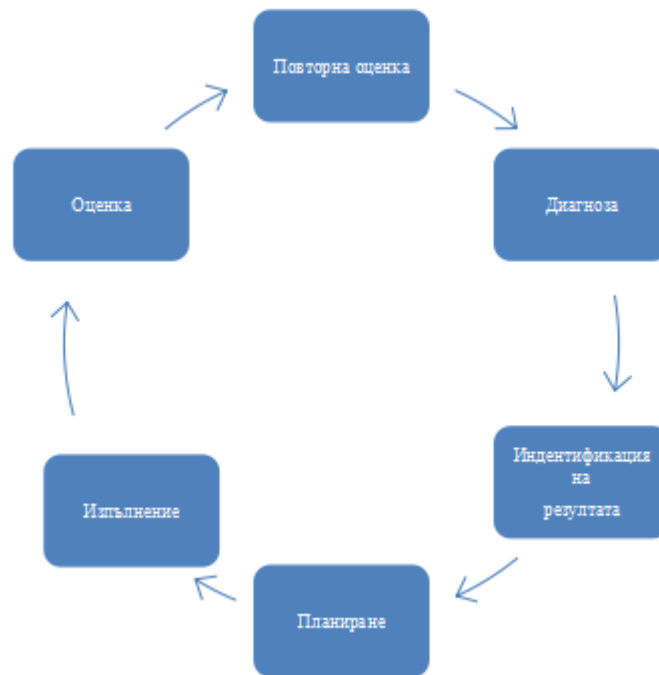 Повторна оценка
Диагноза
Индентификация
на
резултата
Планиране
Изпълнение
Оценка